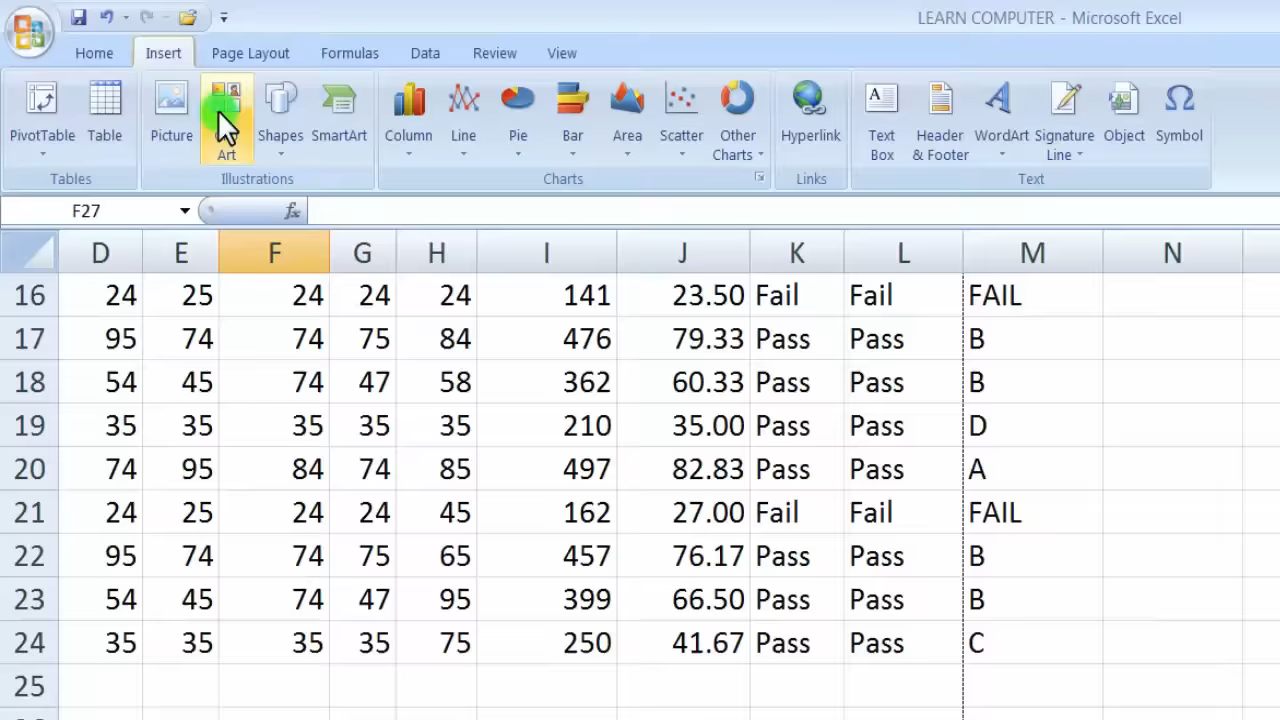 LEARN COMPUTER - Microsoft Excel
Home Insert Page Layout Formulas Data Review View
PivotTable Table Picture Art Shapes SmartArt Column Line Pie Bar Area Scatter Other Charts Hyperlink Text Box Header & Footer WordArt Signature Line Object Symbol
Tables Illustrations Charts Links Text
F27 fx
D E F G H I J K L M N
16 24 25 24 24 24 141 23.50 Fail Fail FAIL
17 95 74 74 75 84 476 79.33 Pass Pass B
18 54 45 74 47 58 362 60.33 Pass Pass B
19 35 35 35 35 35 210 35.00 Pass Pass D
20 74 95 84 74 85 497 82.83 Pass Pass A
21 24 25 24 24 45 162 27.00 Fail Fail FAIL
22 95 74 74 75 65 457 76.17 Pass Pass B
23 54 45 74 47 95 399 66.50 Pass Pass B
24 35 35 35 35 75 250 41.67 Pass Pass C
25